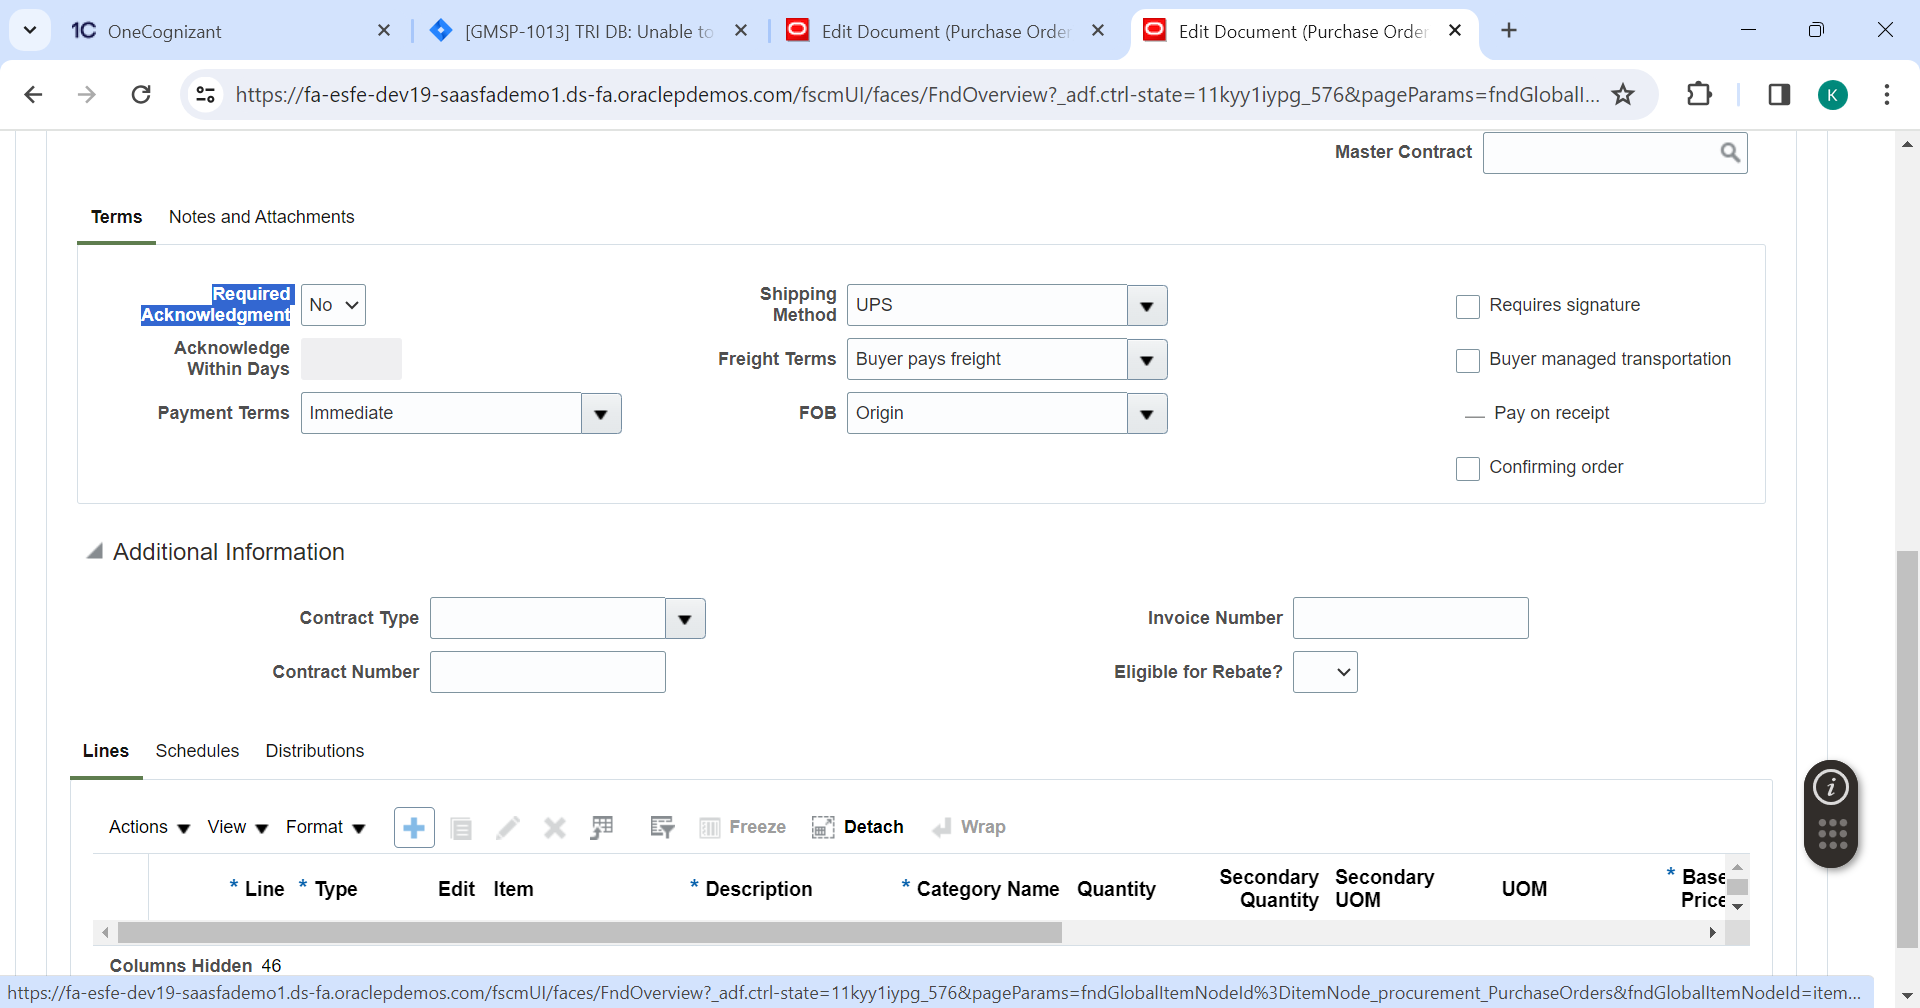 OneCognizant
[GMSP-1013] TRI DB: Unable to
Edit Document (Purchase Order
Edit Document (Purchase Order
https://fa-esfe-dev19-saasfademo1.ds-fa.oraclepdemos.com/fscmUI/faces/FndOverview?_adf.ctrl-state=11kyy1iypg_576&pageParams=fndGlobalI...
K
Master Contract
Terms
Notes and Attachments
Required
Acknowledgment
No
Acknowledge
Within Days
Payment Terms
Immediate
Shipping
Method
UPS
Freight Terms
Buyer pays freight
FOB
Origin
Requires signature
Buyer managed transportation
Pay on receipt
Confirming order
Additional Information
Contract Type
Contract Number
Invoice Number
Eligible for Rebate?
Lines
Schedules
Distributions
Actions
View
Format
Freeze
Detach
Wrap
* Line
* Type
Edit
Item
* Description
* Category Name
Quantity
Secondary
Quantity
Secondary
UOM
UOM
* Base
Price
Columns Hidden 46
https://fa-esfe-dev19-saasfademo1.ds-fa.oraclepdemos.com/fscmUI/faces/FndOverview?_adf.ctrl-state=11kyy1iypg_576&pageParams=fndGlobalItemNodeId%3DitemNode_procurement_PurchaseOrders&fndGlobalItemNodeId=item...